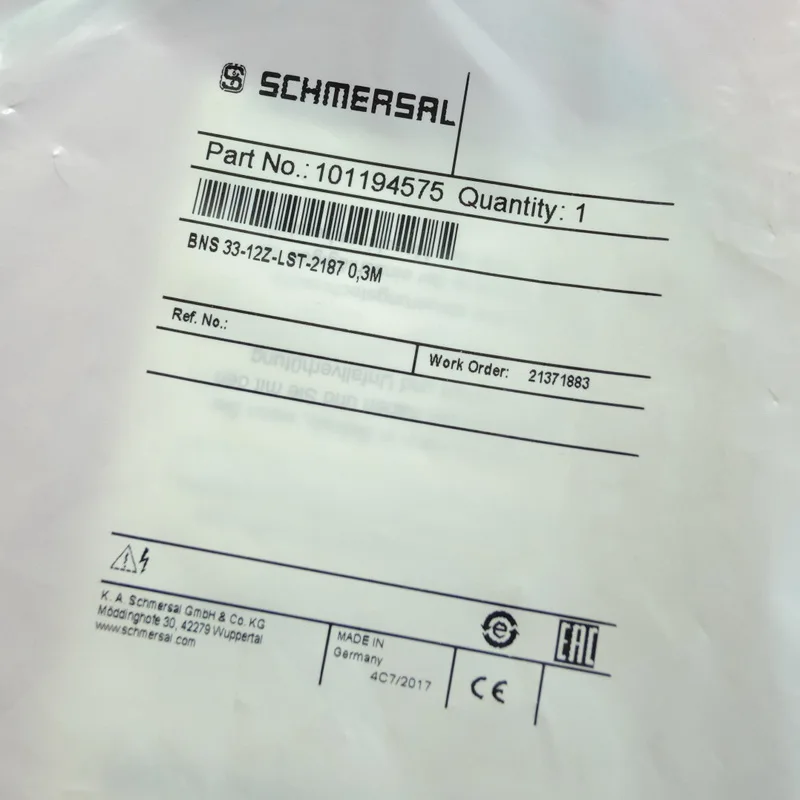 SCHMERSAL
Part No.: 101194575 Quantity: 1
BNS 33-12Z-LST-2187 0,3M
Ref. No.:
Work Order: 21371883
K. A. Schmersal GmbH & Co. KG
Möddinghofe 30, 42279 Wuppertal
www.schmersal.com
MADE IN
Germany
4C7/2017
CE
EAC